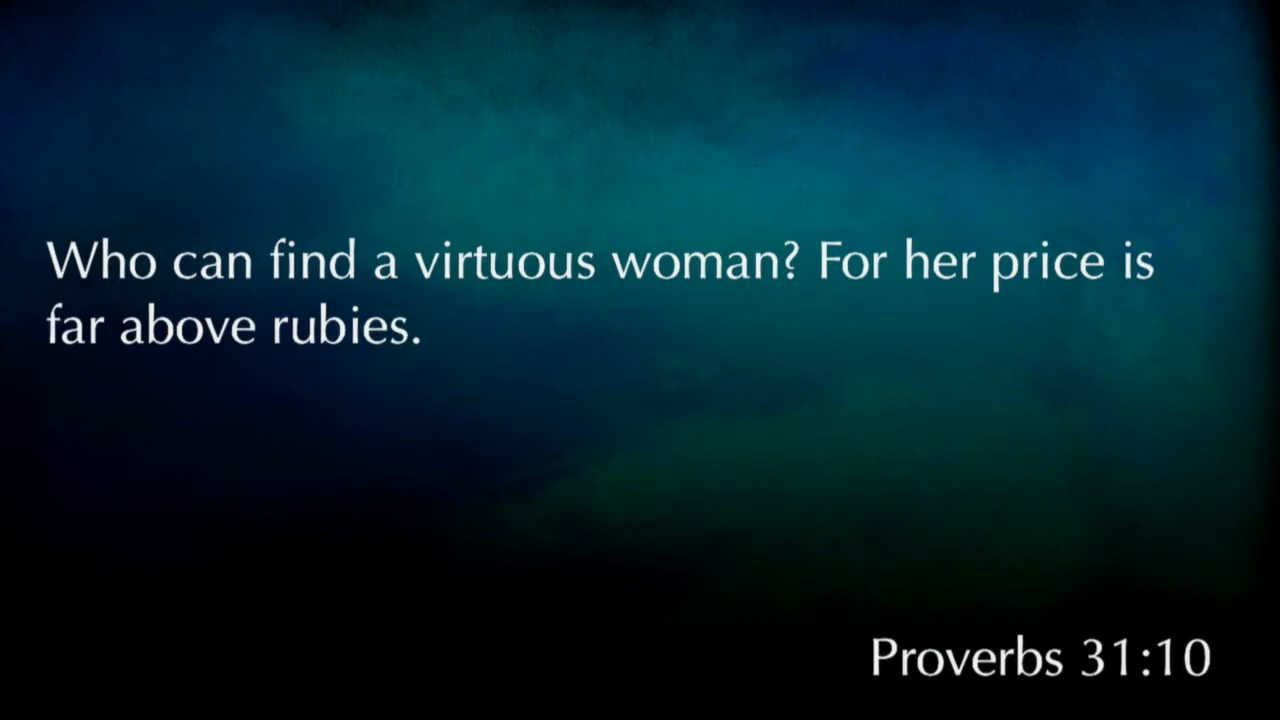 Who can find a virtuous woman? For her price is
far above rubies.
Proverbs 31:10